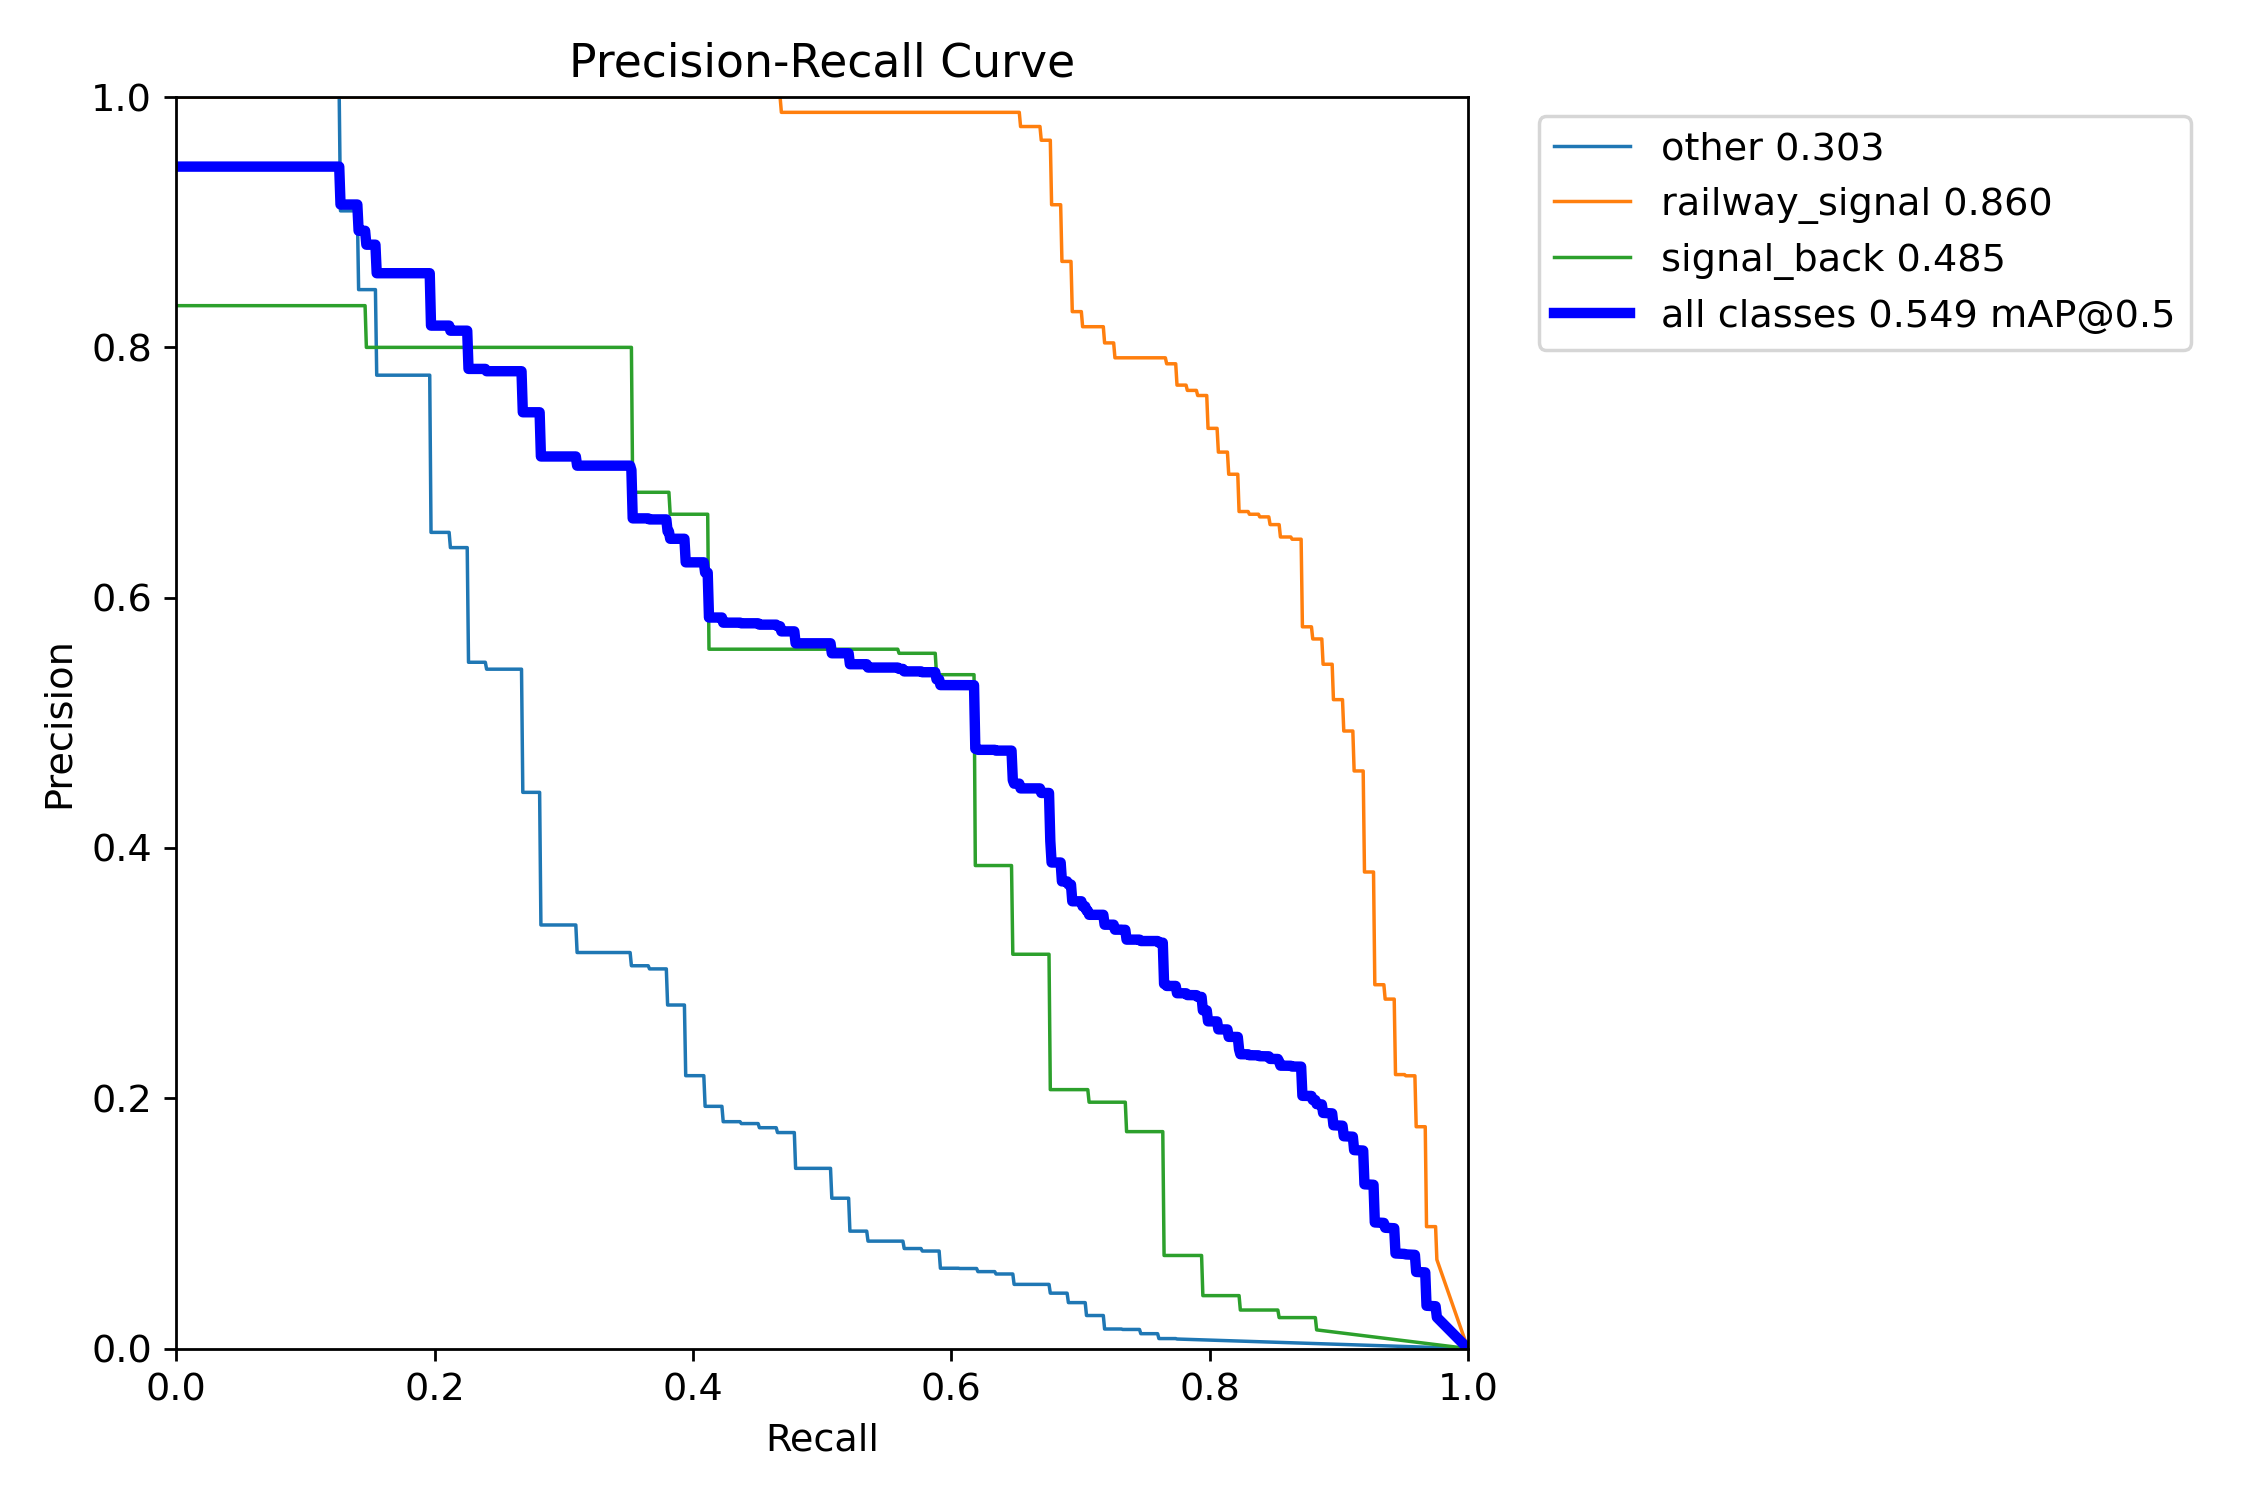 Precision-Recall Curve
other 0.303
railway_signal 0.860
signal_back 0.485
all classes 0.549 mAP@0.5
1.0
0.8
0.6
0.4
0.2
0.0
Precision
0.0 0.2 0.4 0.6 0.8 1.0
Recall